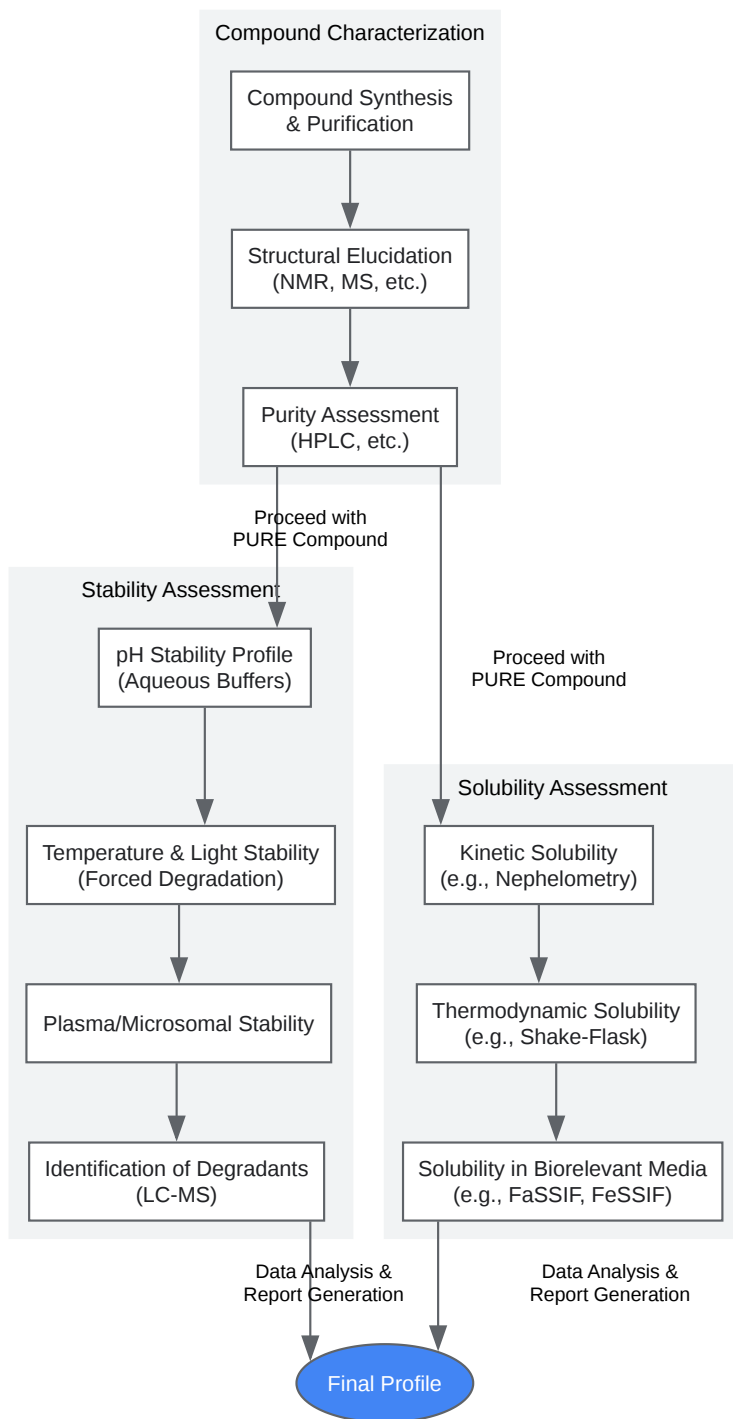 Compound Characterization
Compound Synthesis
& Purification
Structural Elucidation
(NMR, MS, etc.)
Purity Assessment
(HPLC, etc.)
Proceed with
PURE Compound
Stability Assessment
pH Stability Profile
(Aqueous Buffers)
Proceed with
PURE Compound
Temperature & Light Stability
(Forced Degradation)
Plasma/Microsomal Stability
Identification of Degradants
(LC-MS)
Solubility Assessment
Kinetic Solubility
(e.g., Nephelometry)
Thermodynamic Solubility
(e.g., Shake-Flask)
Solubility in Biorelevant Media
(e.g., FaSSIF, FeSSIF)
Data Analysis &
Report Generation
Data Analysis &
Report Generation
Final Profile